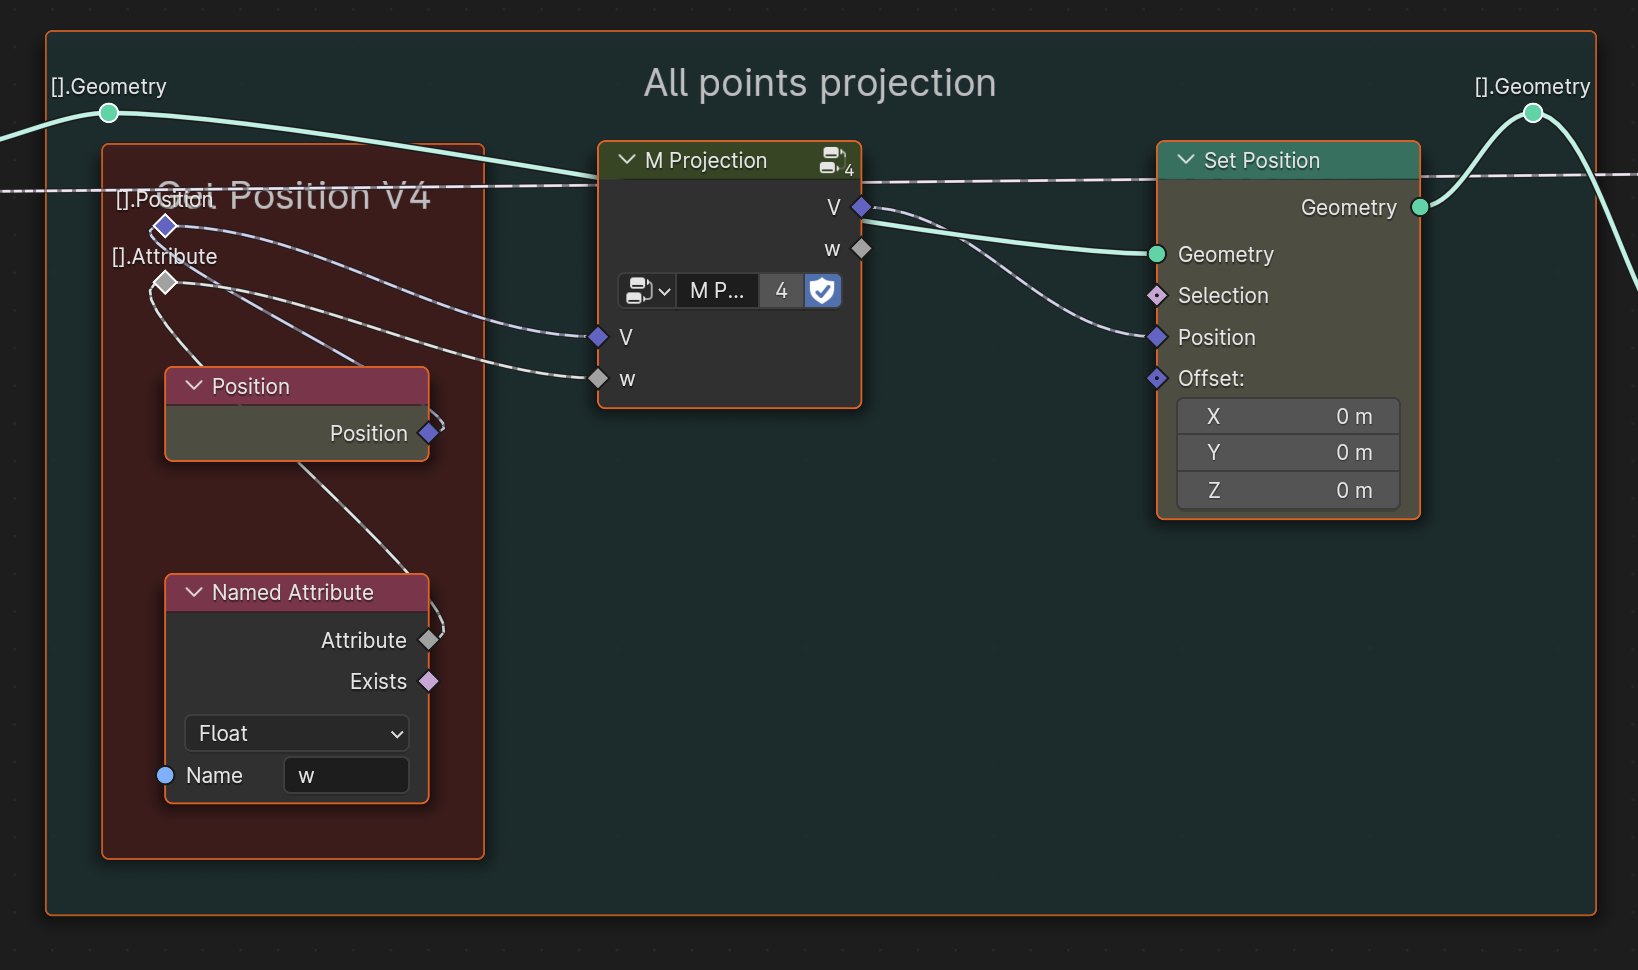 All points projection
[].Geometry
[].Geometry
Get Position V4
[].Position
[].Attribute
Position
Position
Named Attribute
Attribute
Exists
Float
Name w
M Projection 4
V
w
M P... 4
V
w
Set Position
Geometry
Geometry
Selection
Position
Offset:
X 0 m
Y 0 m
Z 0 m